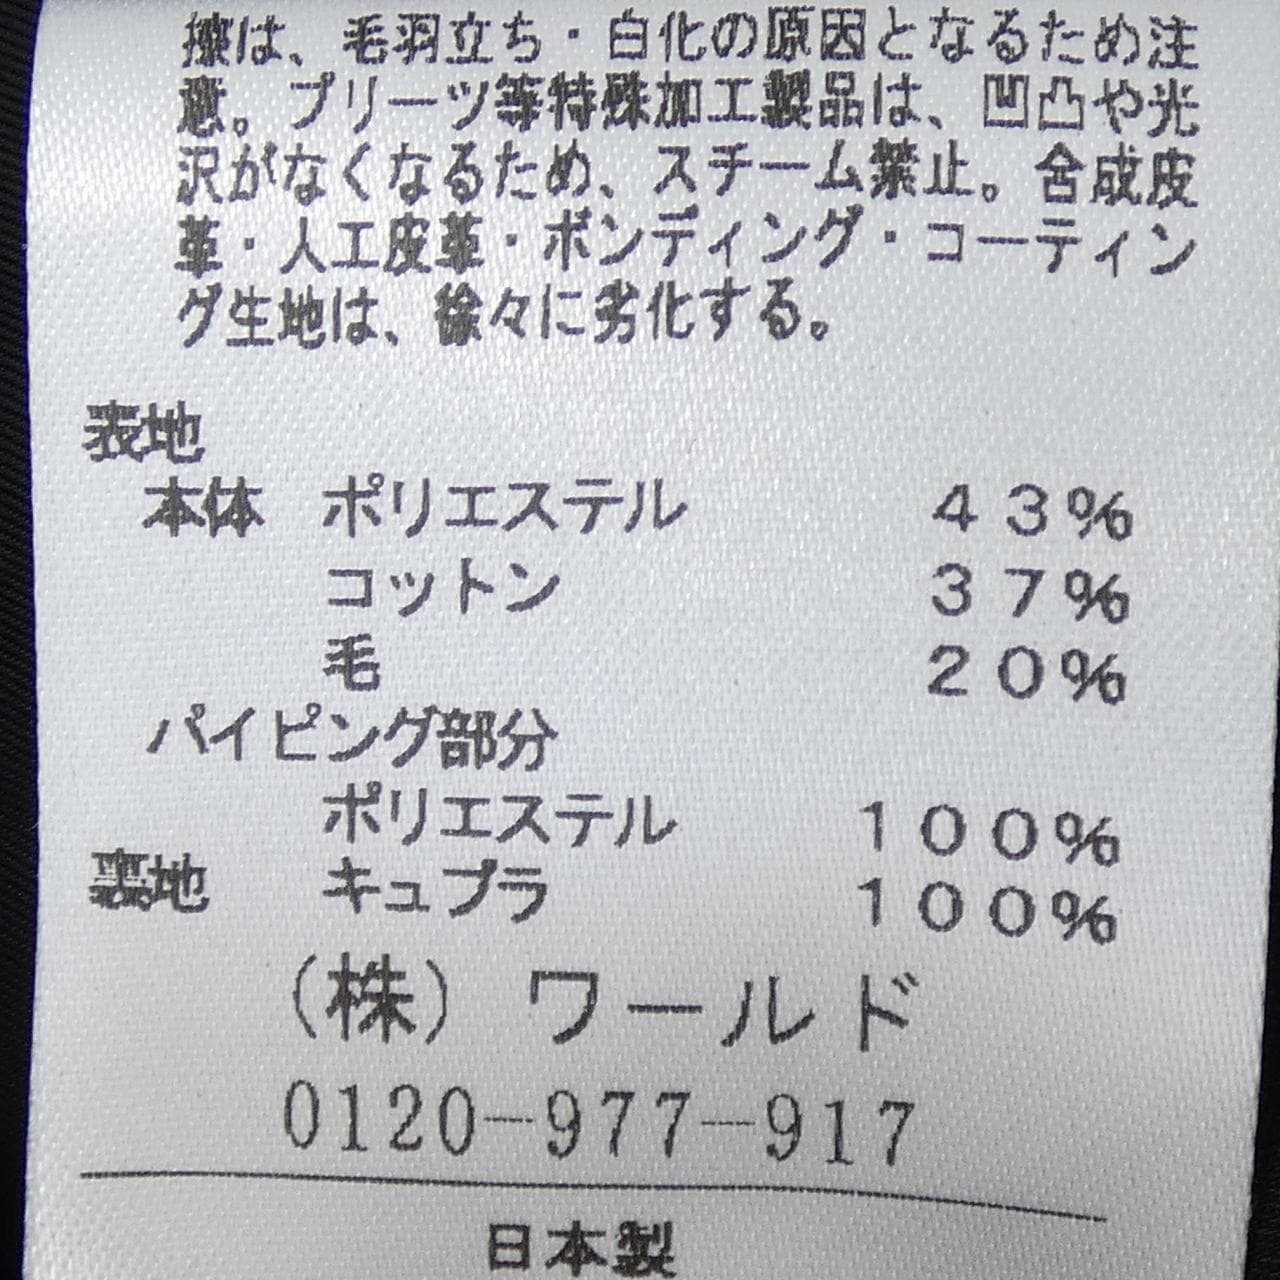 擦は、毛羽立ち・白化の原因となるため注
意。プリーツ等特殊加工製品は、凹凸や光
沢がなくなるため、スチーム禁止。合成皮
革・人工皮革・ボンディング・コーティン
グ生地は、徐々に劣化する。
表地
本体 ポリエステル 43%
コットン 37%
毛 20%
パイピング部分
ポリエステル 100%
裏地 キュプラ 100%
(株) ワールド
0120-977-917
日本製